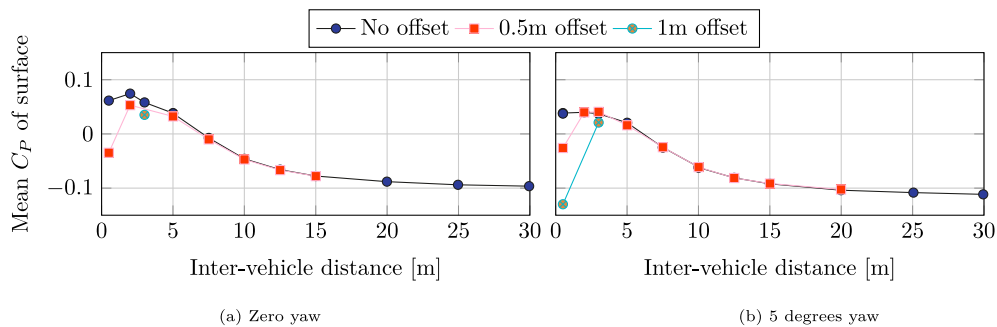 No offset 0.5m offset 1m offset
Mean C_P of surface
0.1
0
−0.1
0 5 10 15 20 25 30
0 5 10 15 20 25 30
Inter-vehicle distance [m] Inter-vehicle distance [m]
(a) Zero yaw (b) 5 degrees yaw